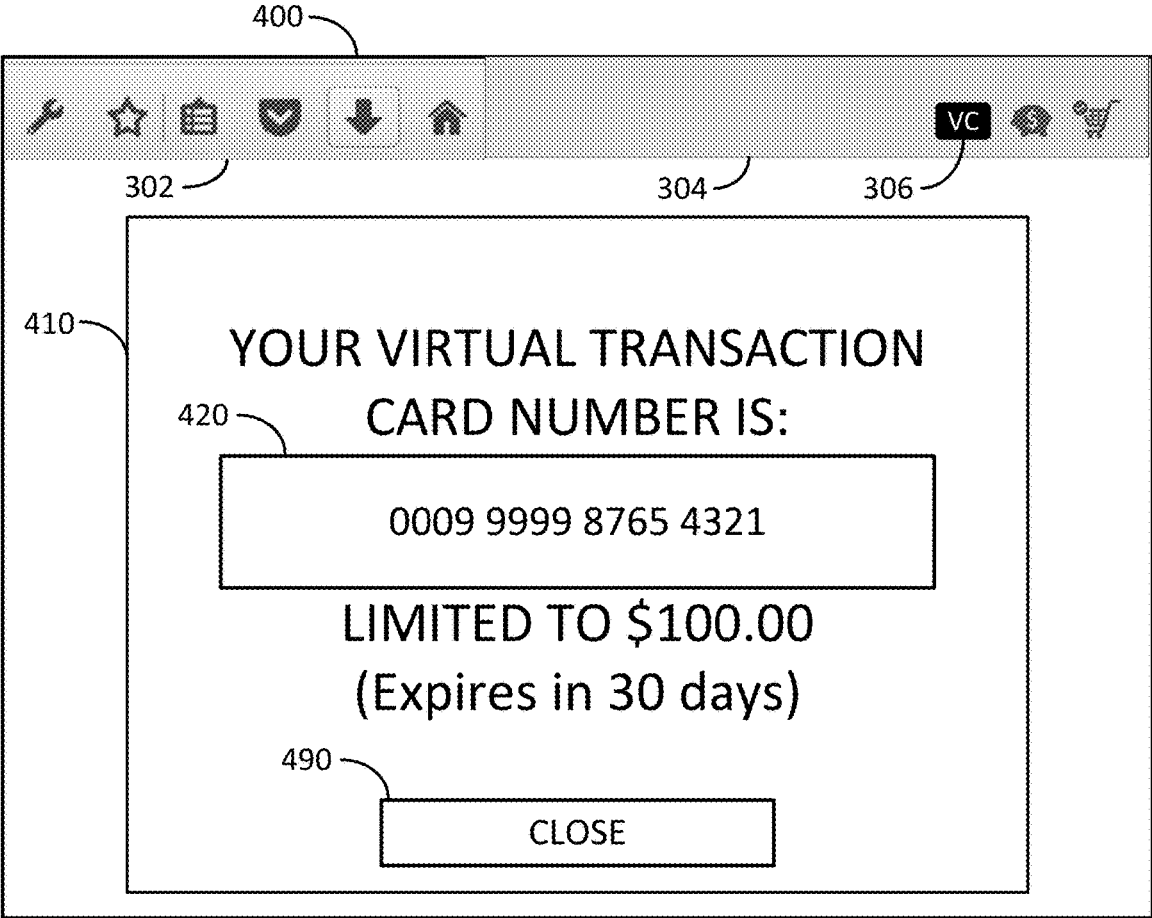 400
VC
302
304
306
410
YOUR VIRTUAL TRANSACTION
CARD NUMBER IS:
420
0009 9999 8765 4321
LIMITED TO $100.00
(Expires in 30 days)
490
CLOSE